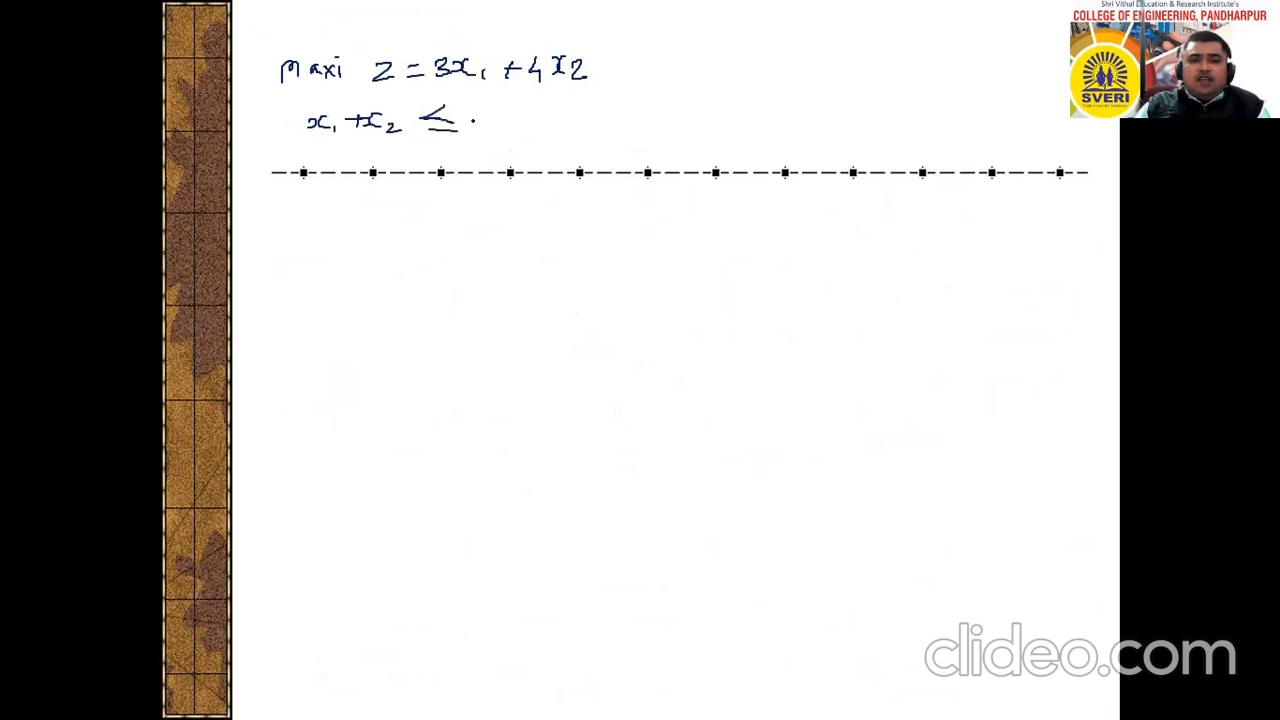 Shri Vithal Education & Research Institute's
COLLEGE OF ENGINEERING, PANDHARPUR
SVERI
Maxi Z = 3x₁ + 4x₂
x₁ + x₂ ≤
clideo.com